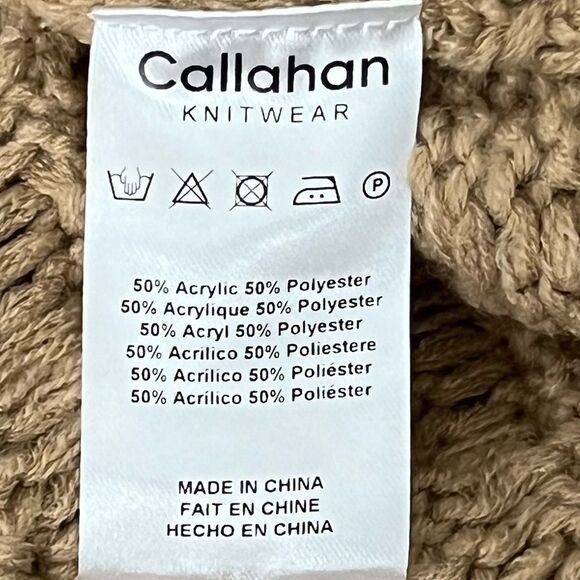 Callahan
KNITWEAR
P
50% Acrylic 50% Polyester
50% Acrylique 50% Polyester
50% Acryl 50% Polyester
50% Acrilico 50% Poliestere
50% Acrílico 50% Poliéster
50% Acrílico 50% Poliéster
MADE IN CHINA
FAIT EN CHINE
HECHO EN CHINA